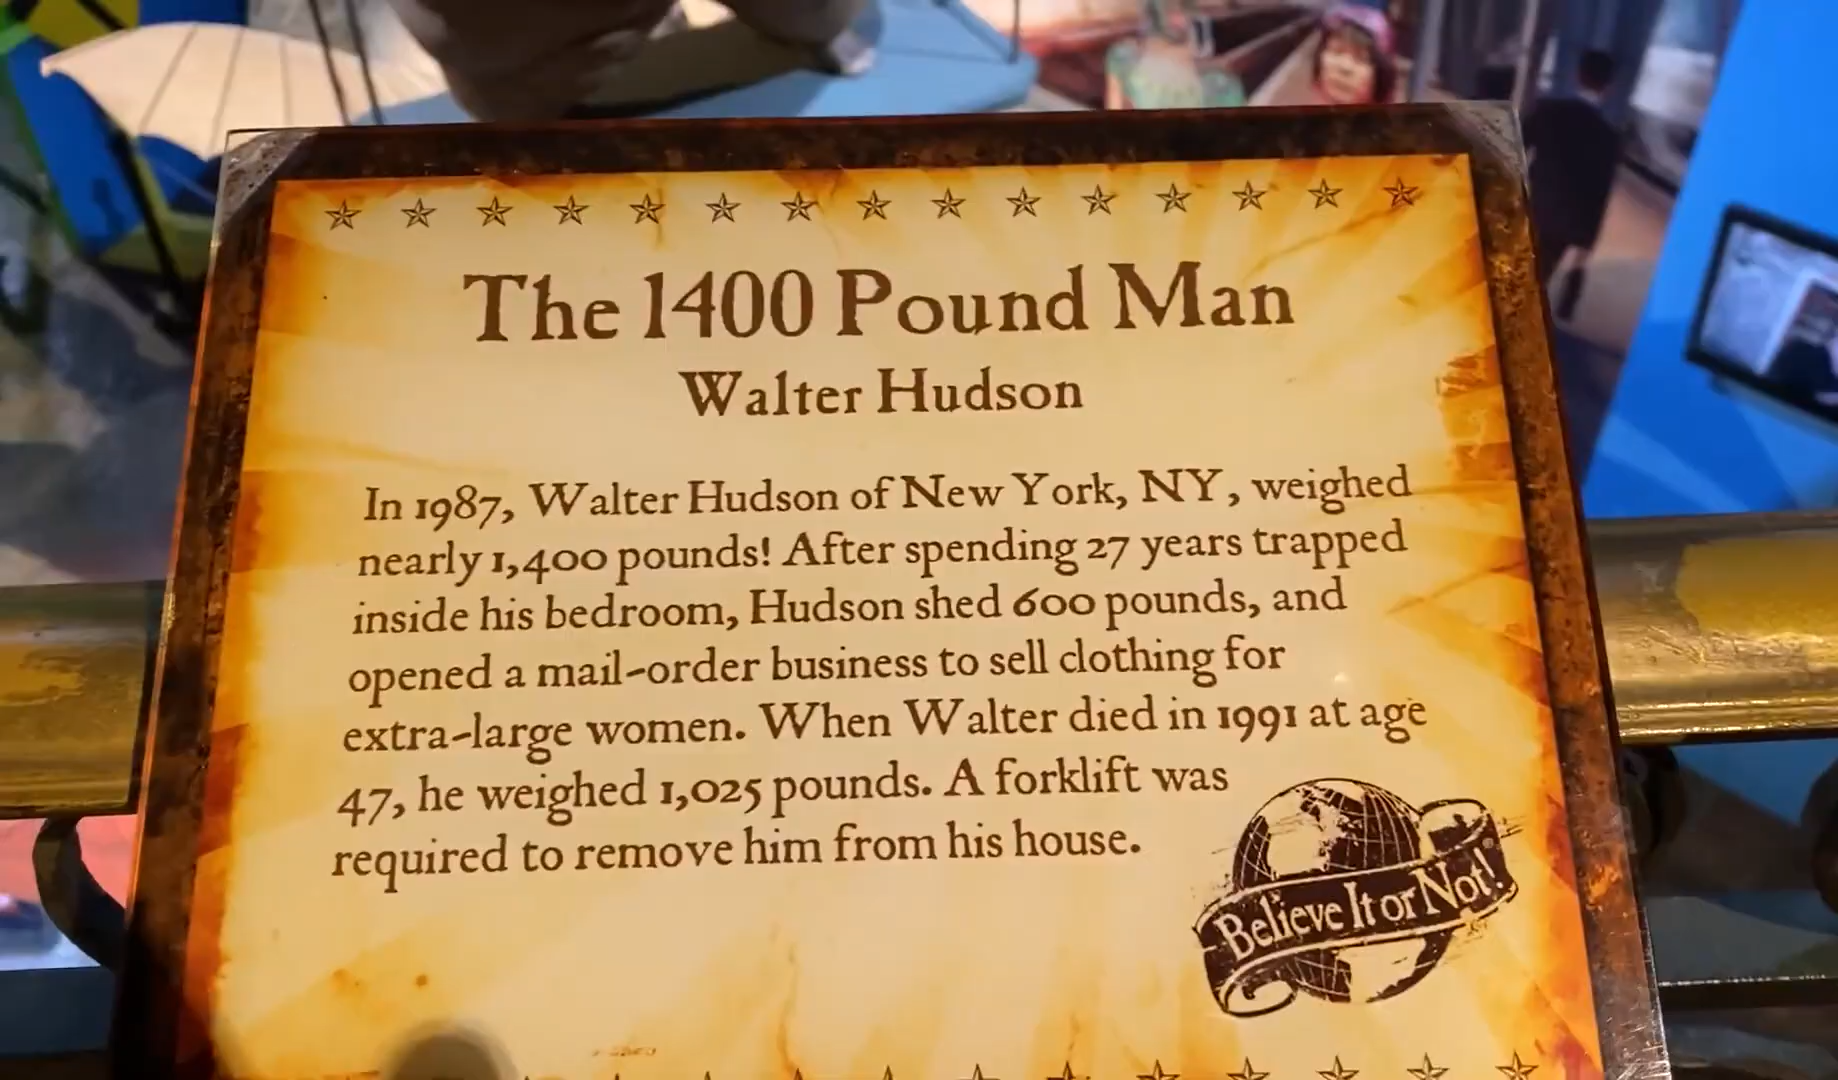 The 1400 Pound Man
Walter Hudson
In 1987, Walter Hudson of New York, NY, weighed
nearly 1,400 pounds! After spending 27 years trapped
inside his bedroom, Hudson shed 600 pounds, and
opened a mail-order business to sell clothing for
extra-large women. When Walter died in 1991 at age
47, he weighed 1,025 pounds. A forklift was
required to remove him from his house.
Believe It or Not!®